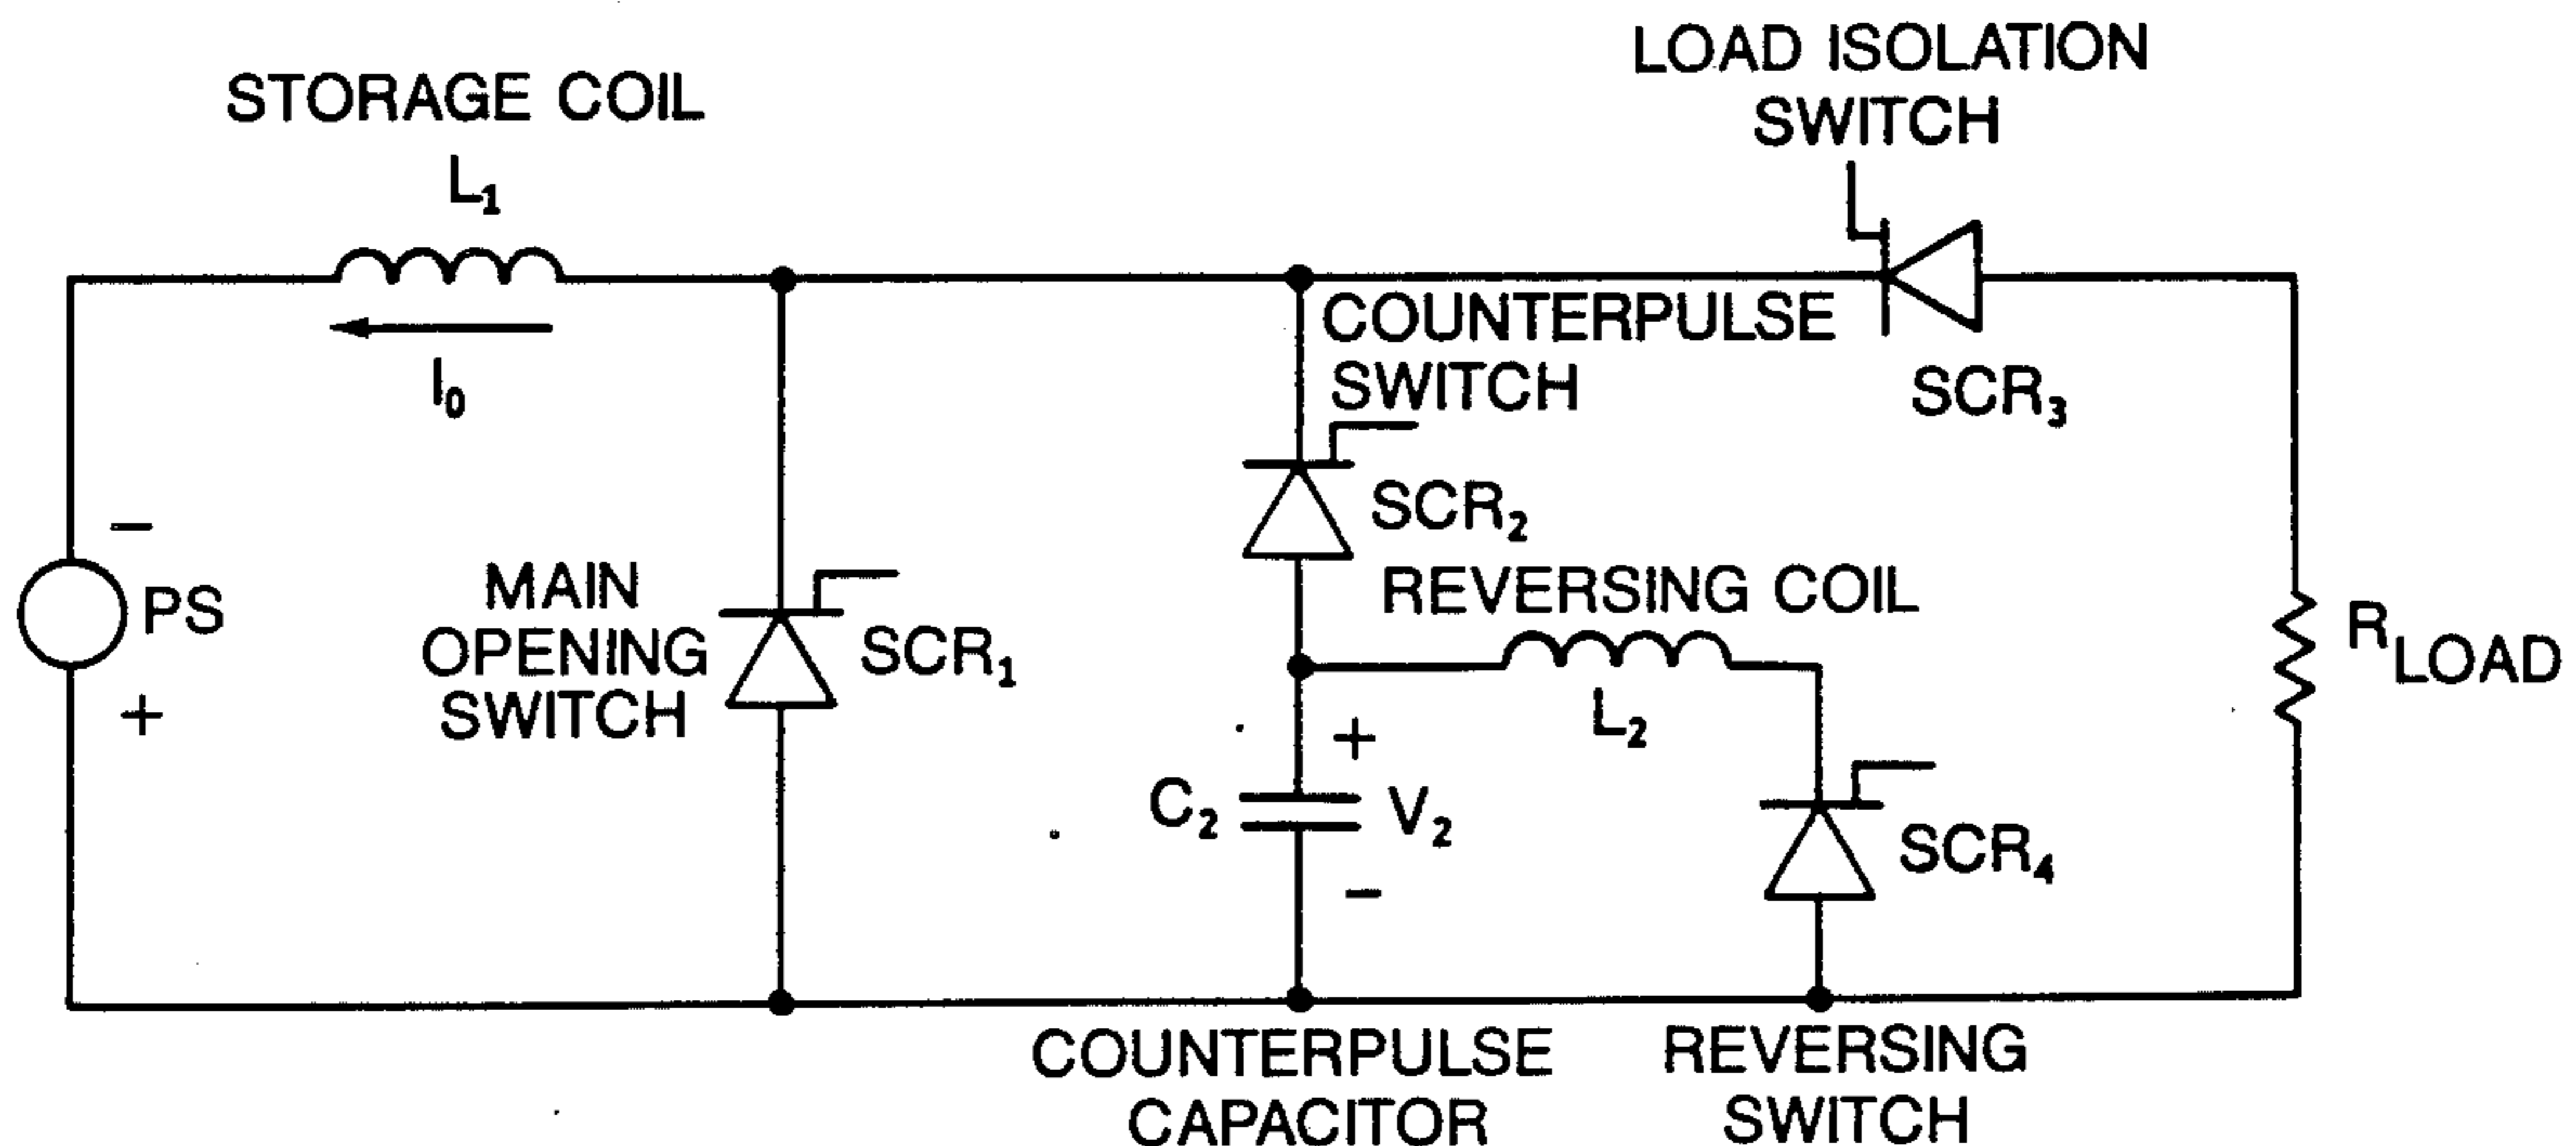 LOAD ISOLATION
SWITCH
STORAGE COIL
L₁
I₀
COUNTERPULSE
SWITCH
SCR₃
SCR₂
−
PS
+
MAIN
OPENING
SWITCH
SCR₁
REVERSING COIL
L₂
R LOAD
+
C₂
V₂
−
SCR₄
COUNTERPULSE
CAPACITOR
REVERSING
SWITCH